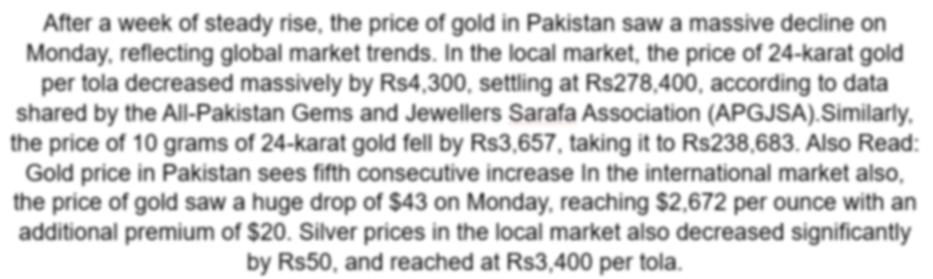 After a week of steady rise, the price of gold in Pakistan saw a massive decline on
Monday, reflecting global market trends. In the local market, the price of 24-karat gold
per tola decreased massively by Rs4,300, settling at Rs278,400, according to data
shared by the All-Pakistan Gems and Jewellers Sarafa Association (APGJSA).Similarly,
the price of 10 grams of 24-karat gold fell by Rs3,657, taking it to Rs238,683. Also Read:
Gold price in Pakistan sees fifth consecutive increase In the international market also,
the price of gold saw a huge drop of $43 on Monday, reaching $2,672 per ounce with an
additional premium of $20. Silver prices in the local market also decreased significantly
by Rs50, and reached at Rs3,400 per tola.